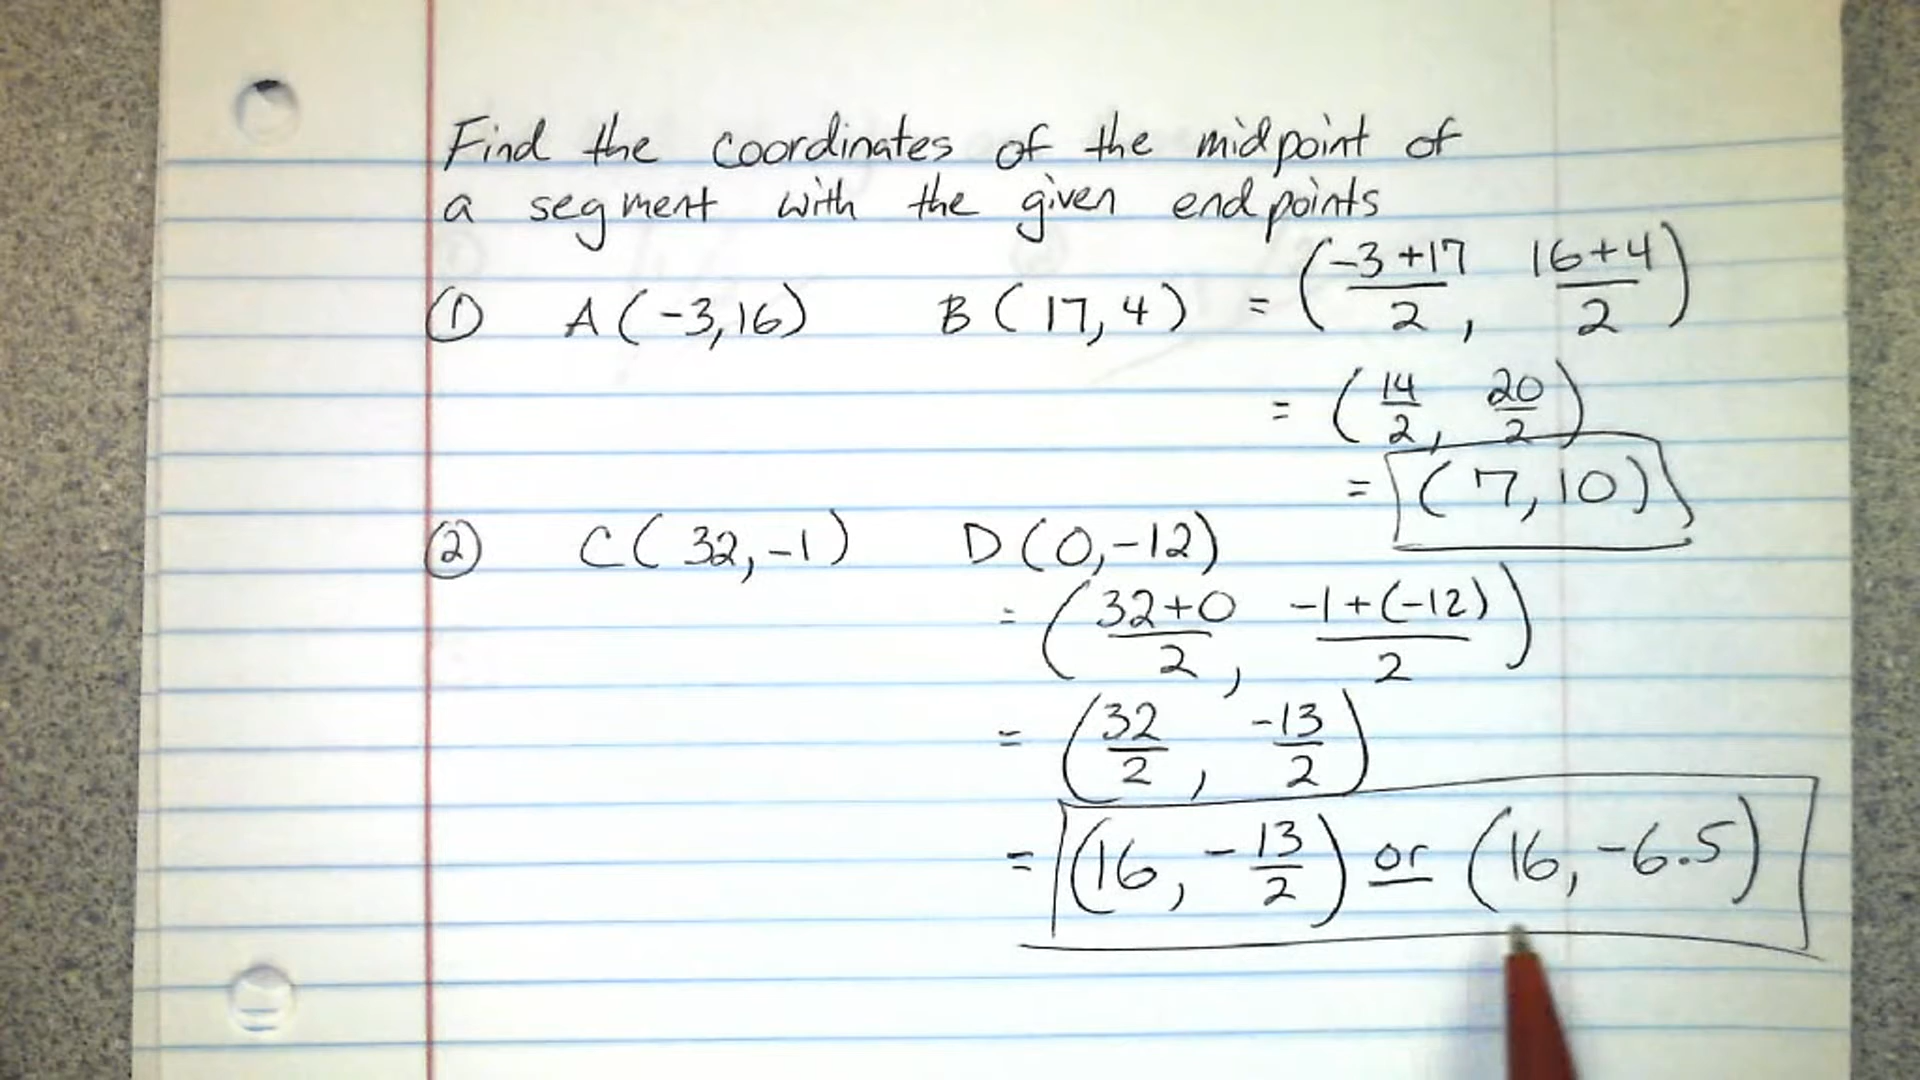 Find the coordinates of the midpoint of
a segment with the given endpoints
① A(-3,16) B(17,4) = (-3+17/2, 16+4/2)
= (14/2, 20/2)
= (7,10)
② C(32,-1) D(0,-12)
= (32+0/2, -1+(-12)/2)
= (32/2, -13/2)
= (16, -13/2) or (16,-6.5)